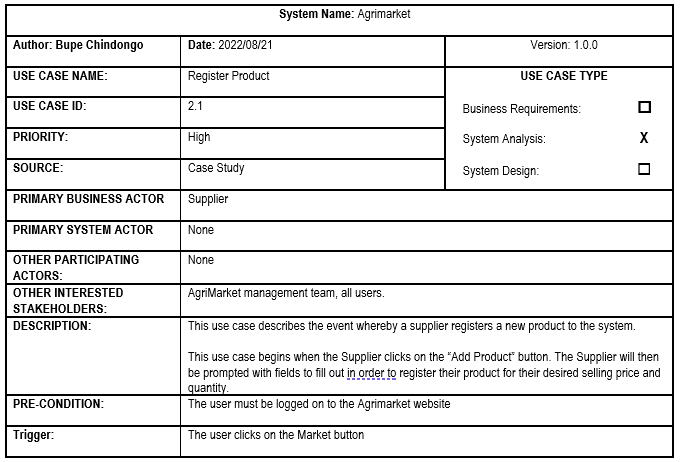 System Name: Agrimarket
Author: Bupe Chindongo Date: 2022/08/21 Version: 1.0.0
USE CASE NAME: Register Product USE CASE TYPE
USE CASE ID: 2.1 Business Requirements: ☐
PRIORITY: High System Analysis: X
SOURCE: Case Study System Design: ☐
PRIMARY BUSINESS ACTOR Supplier
PRIMARY SYSTEM ACTOR None
OTHER PARTICIPATING None
ACTORS:
OTHER INTERESTED AgriMarket management team, all users.
STAKEHOLDERS:
DESCRIPTION: This use case describes the event whereby a supplier registers a new product to the system.
This use case begins when the Supplier clicks on the “Add Product” button. The Supplier will then
be prompted with fields to fill out in order to register their product for their desired selling price and
quantity.
PRE-CONDITION: The user must be logged on to the Agrimarket website
Trigger: The user clicks on the Market button